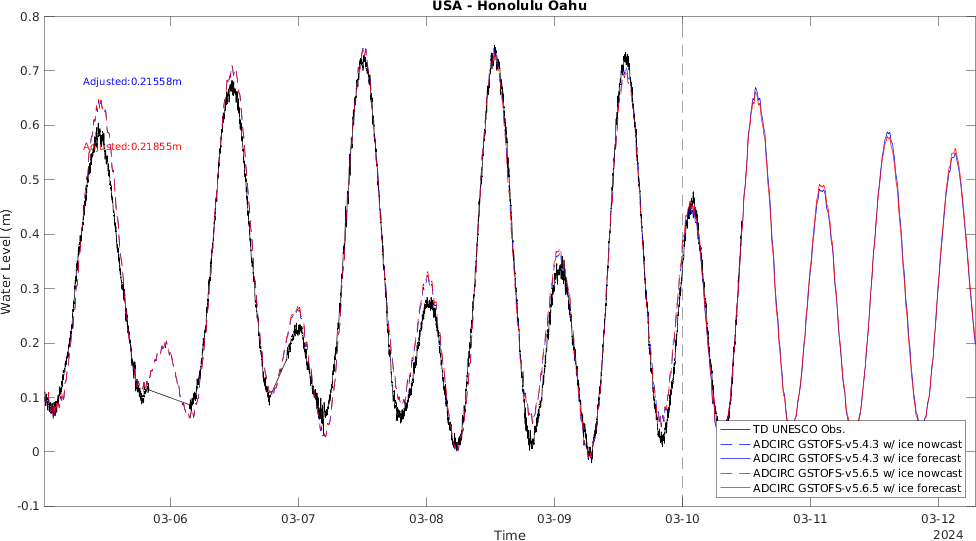 USA - Honolulu Oahu
0.8
0.7
0.6
0.5
0.4
0.3
0.2
0.1
0
-0.1
Water Level (m)
Adjusted:0.21558m
Adjusted:0.21855m
TD UNESCO Obs.
ADCIRC GSTOFS-v5.4.3 w/ ice nowcast
ADCIRC GSTOFS-v5.4.3 w/ ice forecast
ADCIRC GSTOFS-v5.6.5 w/ ice nowcast
ADCIRC GSTOFS-v5.6.5 w/ ice forecast
03-06 03-07 03-08 03-09 03-10 03-11 03-12
Time
2024